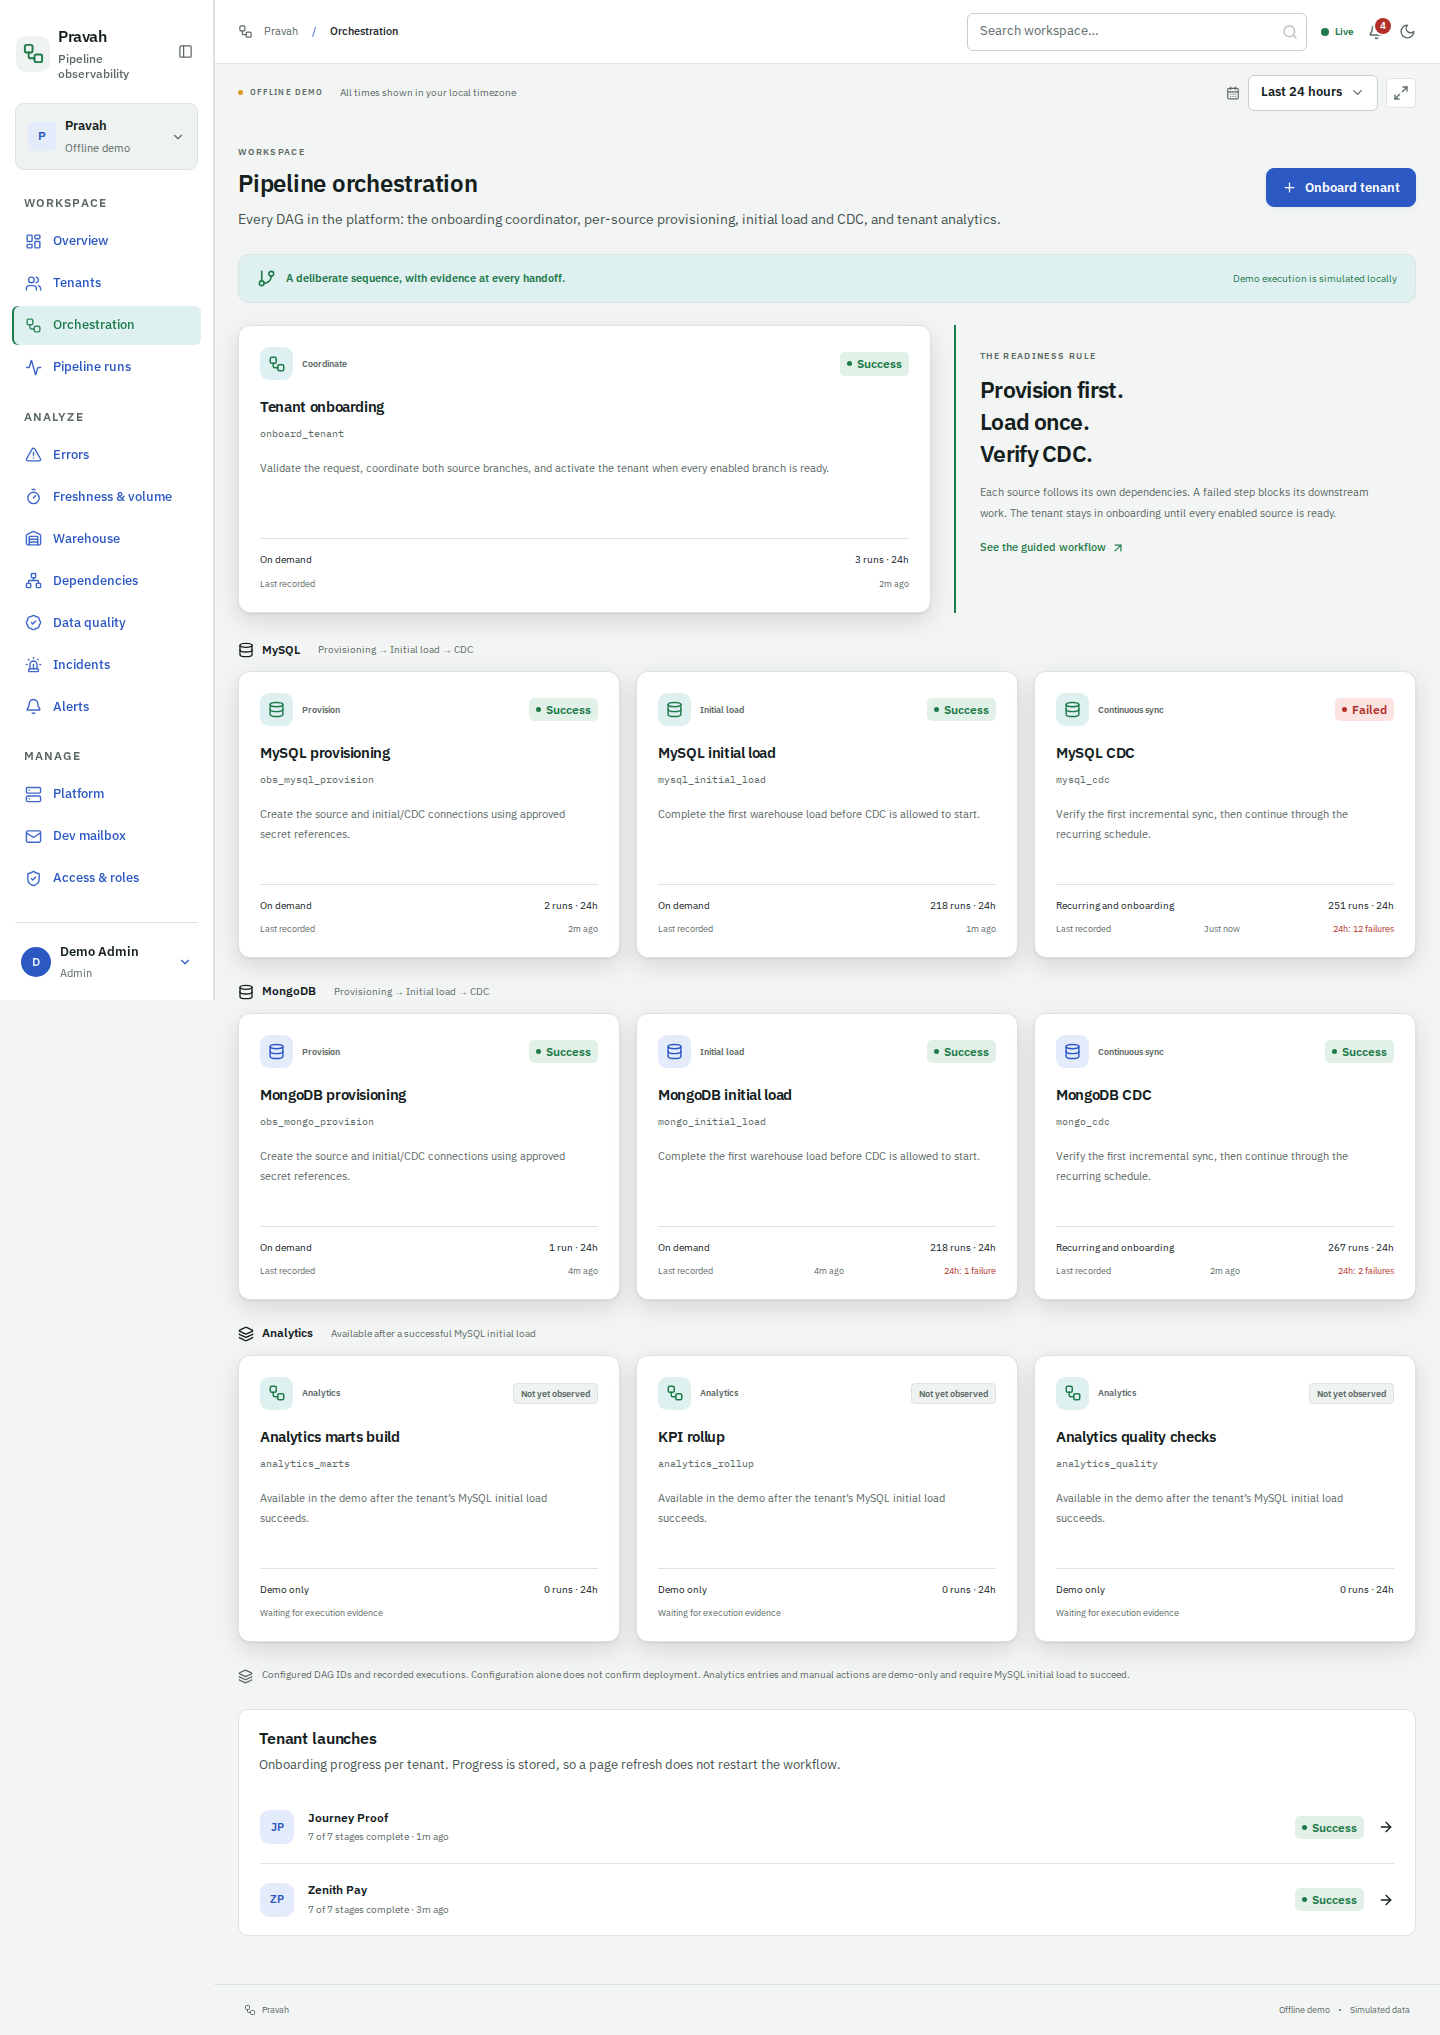 Pravah
Pipeline
observability
P
Pravah
Offline demo
WORKSPACE
Overview
Tenants
Orchestration
Pipeline runs
ANALYZE
Errors
Freshness & volume
Warehouse
Dependencies
Data quality
Incidents
Alerts
MANAGE
Platform
Dev mailbox
Access & roles
D
Demo Admin
Admin
Pravah / Orchestration
Search workspace...
Live
4
OFFLINE DEMO All times shown in your local timezone
Last 24 hours
WORKSPACE
Pipeline orchestration
Every DAG in the platform: the onboarding coordinator, per-source provisioning, initial load and CDC, and tenant analytics.
Onboard tenant
A deliberate sequence, with evidence at every handoff.
Demo execution is simulated locally
Coordinate
Success
Tenant onboarding
onboard_tenant
Validate the request, coordinate both source branches, and activate the tenant when every enabled branch is ready.
On demand
3 runs · 24h
Last recorded
2m ago
THE READINESS RULE
Provision first.
Load once.
Verify CDC.
Each source follows its own dependencies. A failed step blocks its downstream
work. The tenant stays in onboarding until every enabled source is ready.
See the guided workflow
MySQL Provisioning → Initial load → CDC
Provision
Success
MySQL provisioning
obs_mysql_provision
Create the source and initial/CDC connections using approved
secret references.
On demand
2 runs · 24h
Last recorded
2m ago
Initial load
Success
MySQL initial load
mysql_initial_load
Complete the first warehouse load before CDC is allowed to start.
On demand
218 runs · 24h
Last recorded
1m ago
Continuous sync
Failed
MySQL CDC
mysql_cdc
Verify the first incremental sync, then continue through the
recurring schedule.
Recurring and onboarding
251 runs · 24h
Last recorded
Just now
24h: 12 failures
MongoDB Provisioning → Initial load → CDC
Provision
Success
MongoDB provisioning
obs_mongo_provision
Create the source and initial/CDC connections using approved
secret references.
On demand
1 run · 24h
Last recorded
4m ago
Initial load
Success
MongoDB initial load
mongo_initial_load
Complete the first warehouse load before CDC is allowed to start.
On demand
218 runs · 24h
Last recorded
4m ago
24h: 1 failure
Continuous sync
Success
MongoDB CDC
mongo_cdc
Verify the first incremental sync, then continue through the
recurring schedule.
Recurring and onboarding
267 runs · 24h
Last recorded
2m ago
24h: 2 failures
Analytics Available after a successful MySQL initial load
Analytics
Not yet observed
Analytics marts build
analytics_marts
Available in the demo after the tenant's MySQL initial load
succeeds.
Demo only
0 runs · 24h
Waiting for execution evidence
Analytics
Not yet observed
KPI rollup
analytics_rollup
Available in the demo after the tenant's MySQL initial load
succeeds.
Demo only
0 runs · 24h
Waiting for execution evidence
Analytics
Not yet observed
Analytics quality checks
analytics_quality
Available in the demo after the tenant's MySQL initial load
succeeds.
Demo only
0 runs · 24h
Waiting for execution evidence
Configured DAG IDs and recorded executions. Configuration alone does not confirm deployment. Analytics entries and manual actions are demo-only and require MySQL initial load to succeed.
Tenant launches
Onboarding progress per tenant. Progress is stored, so a page refresh does not restart the workflow.
JP
Journey Proof
7 of 7 stages complete · 1m ago
Success
ZP
Zenith Pay
7 of 7 stages complete · 3m ago
Success
Pravah
Offline demo • Simulated data